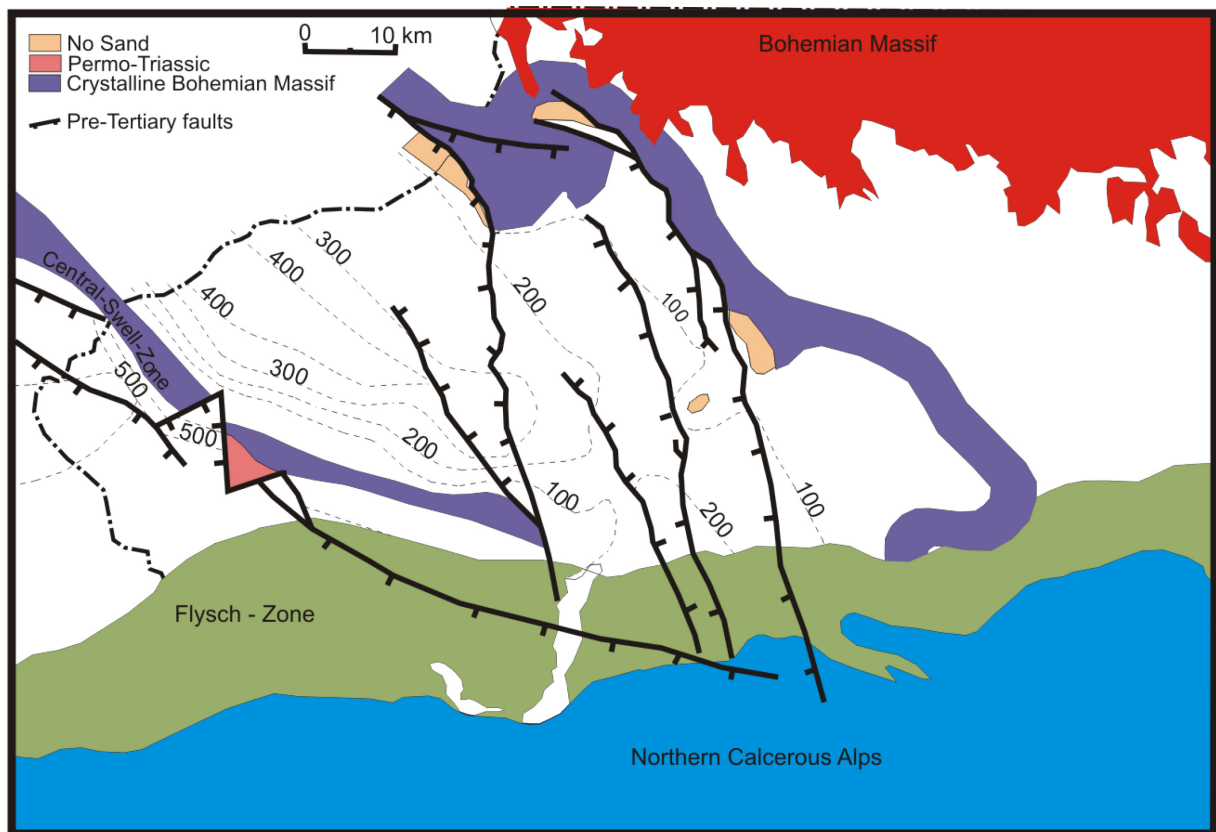 No Sand
Permo-Triassic
Crystalline Bohemian Massif
Pre-Tertiary faults
0 10 km
Bohemian Massif
Central-Swell-Zone
300
400
400
300
200
500
500
200
100
200
100
200
100
Flysch - Zone
Northern Calcerous Alps